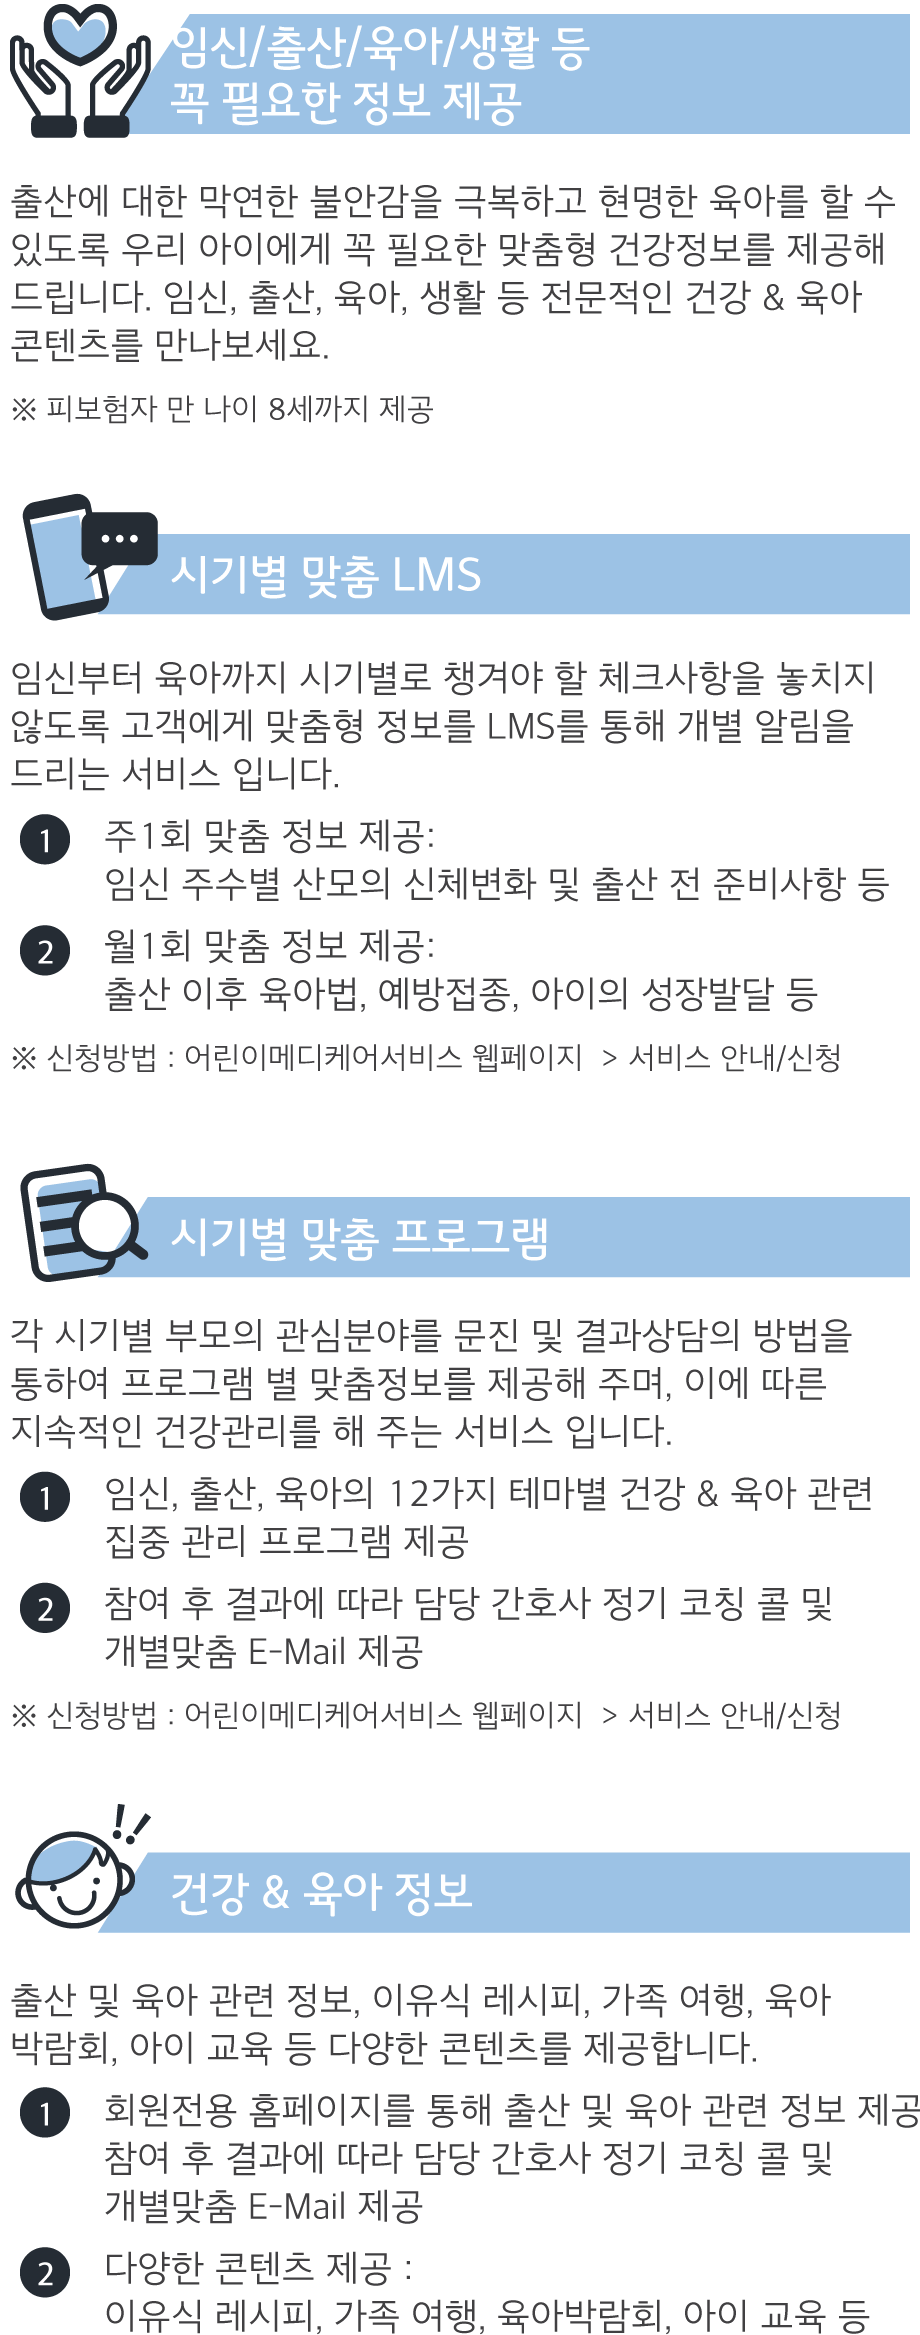 임신/출산/육아/생활 등
꼭 필요한 정보 제공
출산에 대한 막연한 불안감을 극복하고 현명한 육아를 할 수
있도록 우리 아이에게 꼭 필요한 맞춤형 건강정보를 제공해
드립니다. 임신, 출산, 육아, 생활 등 전문적인 건강 & 육아
콘텐츠를 만나보세요.
※ 피보험자 만 나이 8세까지 제공
시기별 맞춤 LMS
임신부터 육아까지 시기별로 챙겨야 할 체크사항을 놓치지
않도록 고객에게 맞춤형 정보를 LMS를 통해 개별 알림을
드리는 서비스 입니다.
1 주1회 맞춤 정보 제공:
임신 주수별 산모의 신체변화 및 출산 전 준비사항 등
2 월1회 맞춤 정보 제공:
출산 이후 육아법, 예방접종, 아이의 성장발달 등
※ 신청방법 : 어린이메디케어서비스 웹페이지 > 서비스 안내/신청
시기별 맞춤 프로그램
각 시기별 부모의 관심분야를 문진 및 결과상담의 방법을
통하여 프로그램 별 맞춤정보를 제공해 주며, 이에 따른
지속적인 건강관리를 해 주는 서비스 입니다.
1 임신, 출산, 육아의 12가지 테마별 건강 & 육아 관련
집중 관리 프로그램 제공
2 참여 후 결과에 따라 담당 간호사 정기 코칭 콜 및
개별맞춤 E-Mail 제공
※ 신청방법 : 어린이메디케어서비스 웹페이지 > 서비스 안내/신청
건강 & 육아 정보
출산 및 육아 관련 정보, 이유식 레시피, 가족 여행, 육아
박람회, 아이 교육 등 다양한 콘텐츠를 제공합니다.
1 회원전용 홈페이지를 통해 출산 및 육아 관련 정보 제공
참여 후 결과에 따라 담당 간호사 정기 코칭 콜 및
개별맞춤 E-Mail 제공
2 다양한 콘텐츠 제공 :
이유식 레시피, 가족 여행, 육아박람회, 아이 교육 등